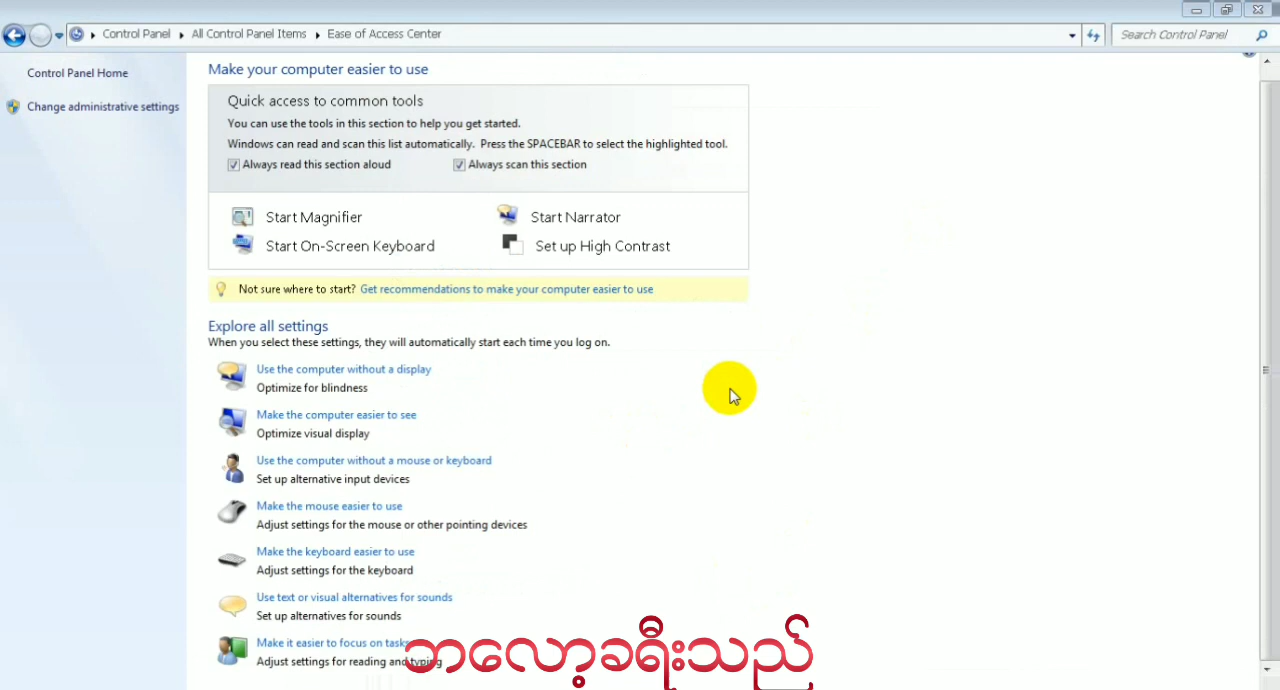 Control Panel ▸ All Control Panel Items ▸ Ease of Access Center
Search Control Panel
Control Panel Home
Change administrative settings
Make your computer easier to use
Quick access to common tools
You can use the tools in this section to help you get started.
Windows can read and scan this list automatically. Press the SPACEBAR to select the highlighted tool.
Always read this section aloud
Always scan this section
Start Magnifier
Start Narrator
Start On-Screen Keyboard
Set up High Contrast
Not sure where to start? Get recommendations to make your computer easier to use
Explore all settings
When you select these settings, they will automatically start each time you log on.
Use the computer without a display
Optimize for blindness
Make the computer easier to see
Optimize visual display
Use the computer without a mouse or keyboard
Set up alternative input devices
Make the mouse easier to use
Adjust settings for the mouse or other pointing devices
Make the keyboard easier to use
Adjust settings for the keyboard
Use text or visual alternatives for sounds
Set up alternatives for sounds
Make it easier to focus on tasks
Adjust settings for reading and typing
ဘလော့ခရီးသည်